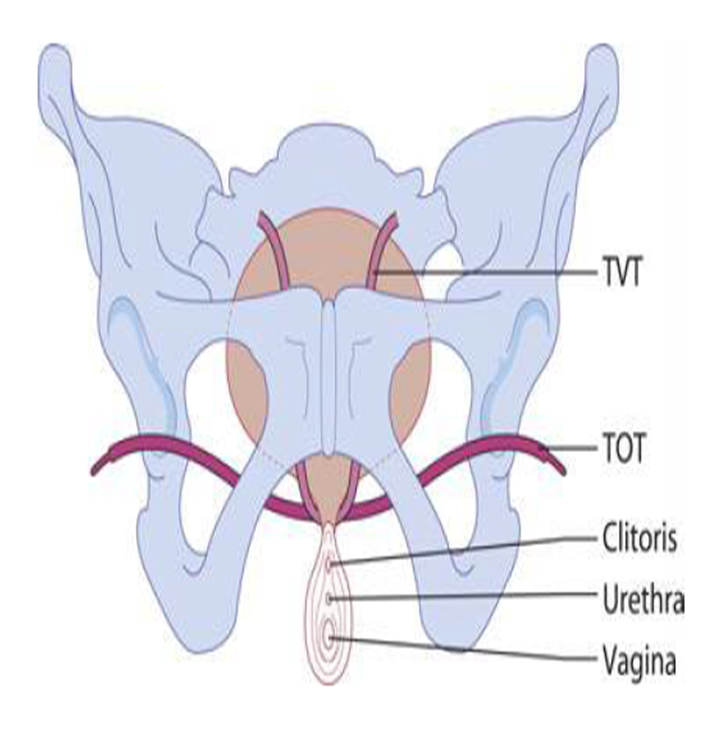 TVT
TOT
Clitoris
Urethra
Vagina